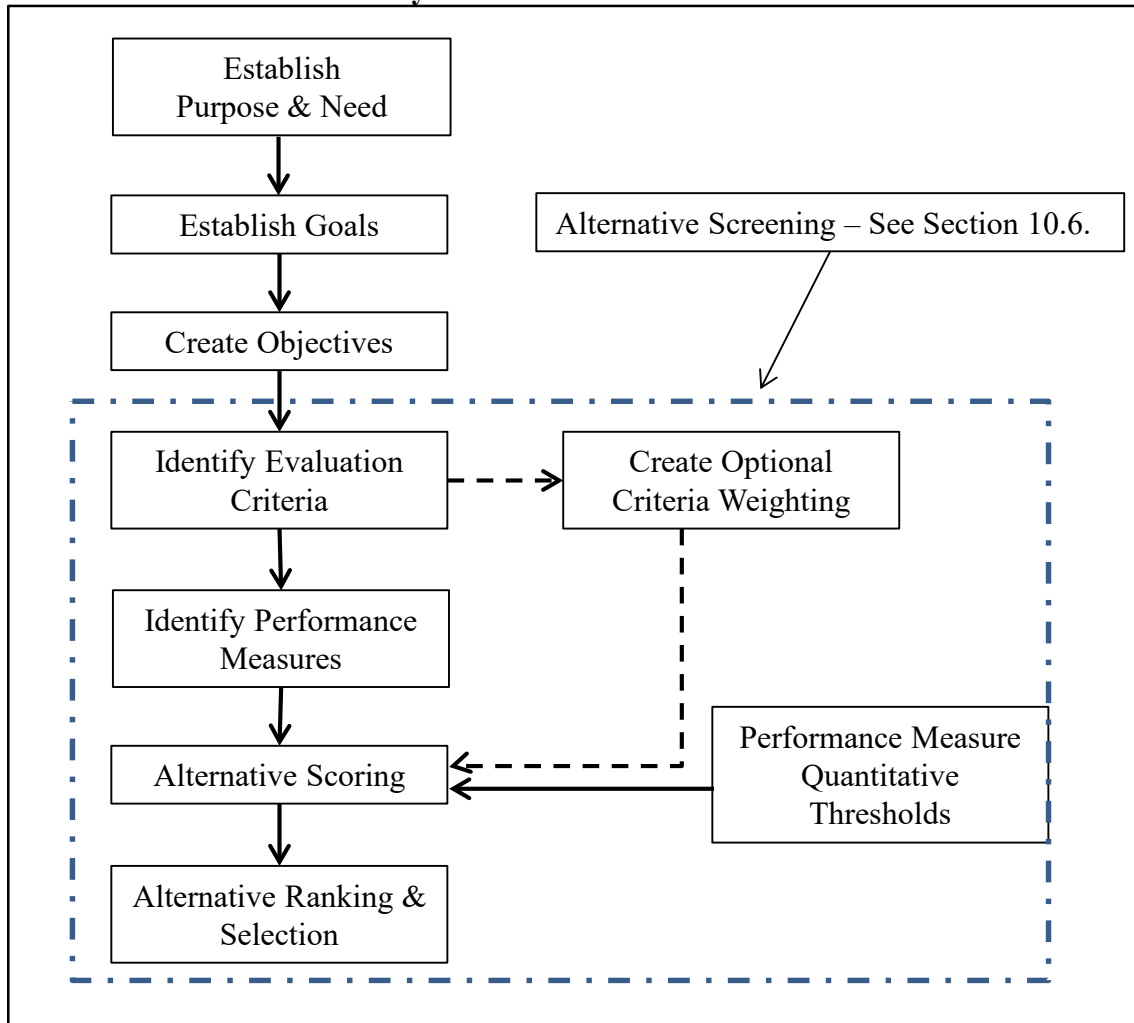 Establish
Purpose & Need
Establish Goals
Alternative Screening – See Section 10.6.
Create Objectives
Identify Evaluation
Criteria
Create Optional
Criteria Weighting
Identify Performance
Measures
Performance Measure
Quantitative
Thresholds
Alternative Scoring
Alternative Ranking &
Selection